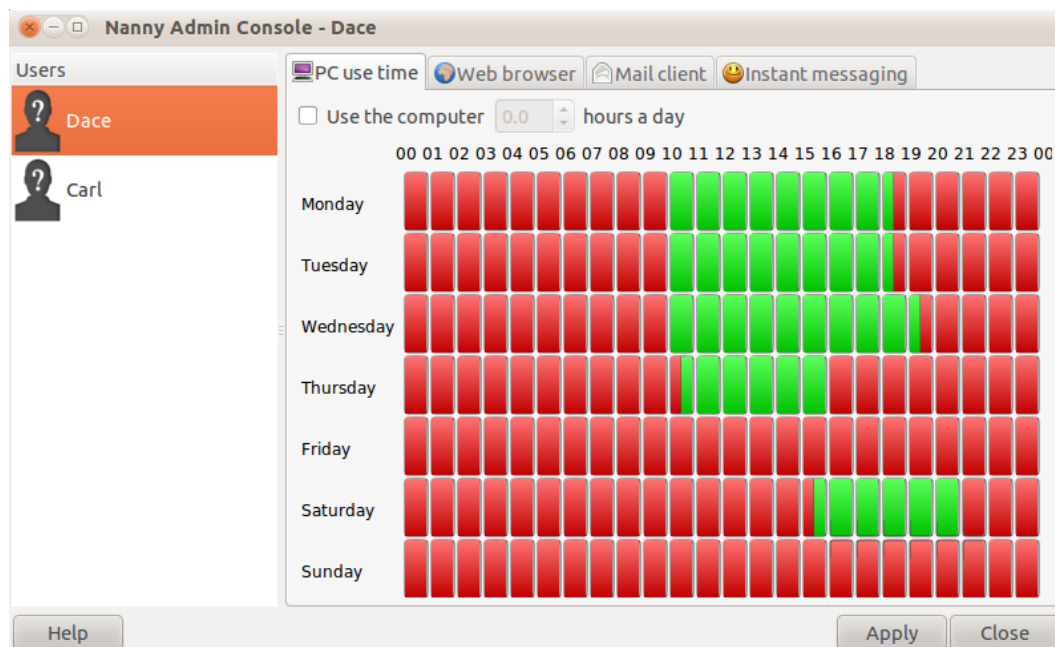 Nanny Admin Console - Dace
Users
Dace
Carl
PC use time Web browser Mail client Instant messaging
Use the computer 0.0 hours a day
00 01 02 03 04 05 06 07 08 09 10 11 12 13 14 15 16 17 18 19 20 21 22 23 00
Monday
Tuesday
Wednesday
Thursday
Friday
Saturday
Sunday
Help Apply Close